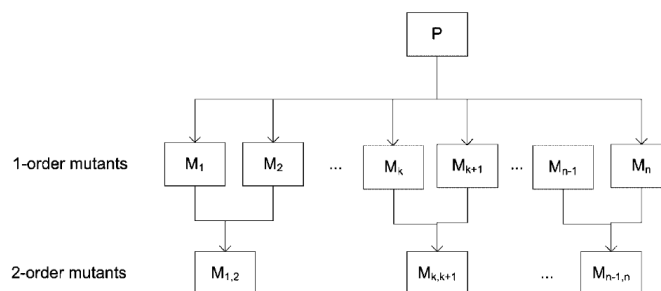 P
1-order mutants M₁ M₂ ... Mₖ Mₖ₊₁ ... Mₙ₋₁ Mₙ
2-order mutants M₁,₂ Mₖ,ₖ₊₁ ... Mₙ₋₁,ₙ